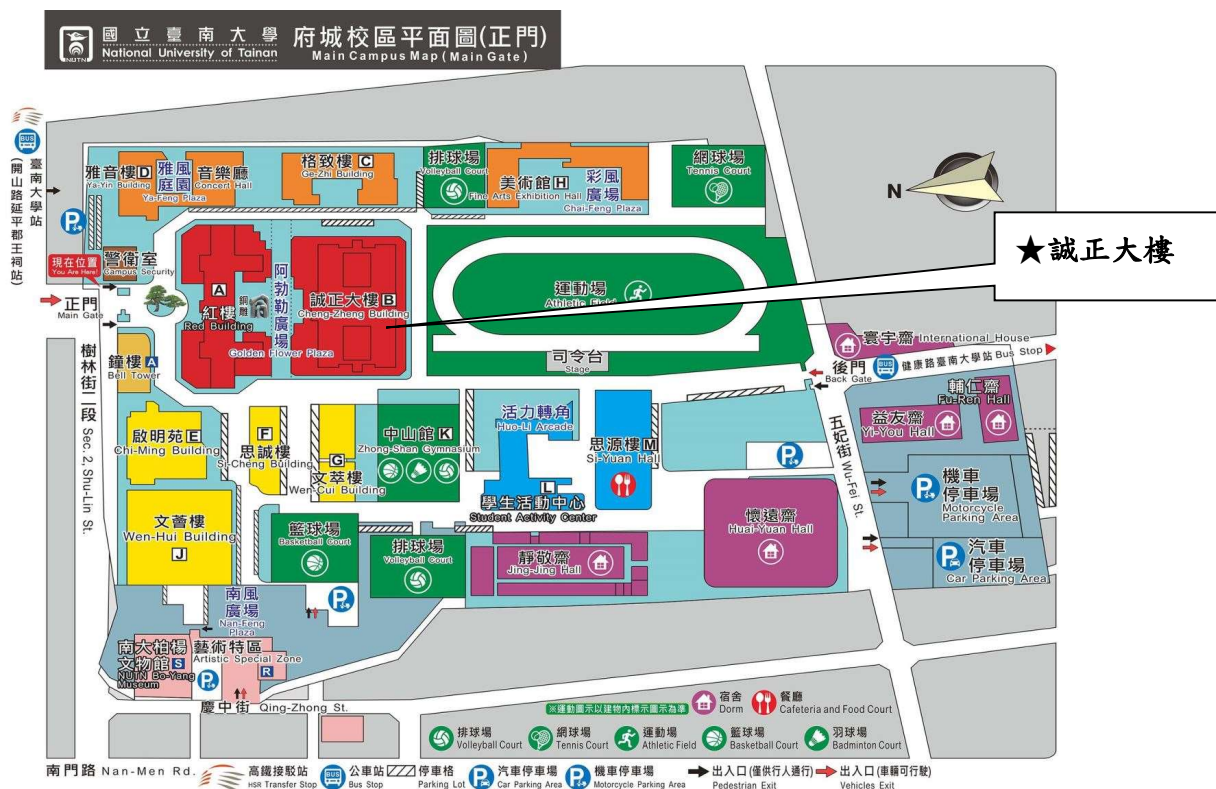 國立臺南大學 府城校區平面圖(正門)
National University of Tainan Main Campus Map (Main Gate)
NUTN
BUS
臺南大學站
(開山路延平郡王祠站)
雅音樓 D
Ya-Yin Building
雅風庭園
Ya-Feng Plaza
音樂廳
Concert Hall
格致樓 C
Ge-Zhi Building
排球場
Volleyball Court
美術館 H
Fine Arts Exhibition Hall
彩風廣場
Chai-Feng Plaza
網球場
Tennis Court
N
★誠正大樓
P
警衛室
Campus Security
現在位置
You Are Here!
正門
Main Gate
A
紅樓
Red Building
銅雕
阿勃勒廣場
Golden Flower Plaza
誠正大樓 B
Cheng-Zheng Building
運動場
Athletic Field
司令台
Stage
寰宇齋 International House
後門
Back Gate
BUS 健康路臺南大學站 Bus Stop
鐘樓 A
Bell Tower
樹林街二段 Sec. 2, Shu-Lin St.
啟明苑 E
Chi-Ming Building
F
思誠樓
Si-Cheng Building
G
文萃樓
Wen-Cui Building
中山館 K
Zhong-Shan Gymnasium
活力轉角
Huo-Li Arcade
思源樓 M
Si-Yuan Hall
L
學生活動中心
Student Activity Center
P
五妃街 Wu-Fei St.
輔仁齋
Fu-Ren Hall
益友齋
Yi-You Hall
P 機車停車場
Motorcycle Parking Area
P 汽車停車場
Car Parking Area
文薈樓
Wen-Hui Building
J
籃球場
Basketball Court
排球場
Volleyball Court
靜敬齋
Jing-Jing Hall
懷遠齋
Huai-Yuan Hall
南風廣場
Nan-Feng Plaza
P
南大柏楊文物館 S
NUTN Bo-Yang Museum
藝術特區
Artistic Special Zone
R
P
慶中街 Qing-Zhong St.
※運動圖示以建物內標示圖示為準
宿舍
Dorm
餐廳
Cafeteria and Food Court
排球場
Volleyball Court
網球場
Tennis Court
運動場
Athletic Field
籃球場
Basketball Court
羽球場
Badminton Court
南門路 Nan-Men Rd.
高鐵接駁站
HSR Transfer Stop
BUS 公車站
Bus Stop
停車格
Parking Lot
P 汽車停車場
Car Parking Area
P 機車停車場
Motorcycle Parking Area
出入口(僅供行人通行)
Pedestrian Exit
出入口(車輛可行駛)
Vehicles Exit